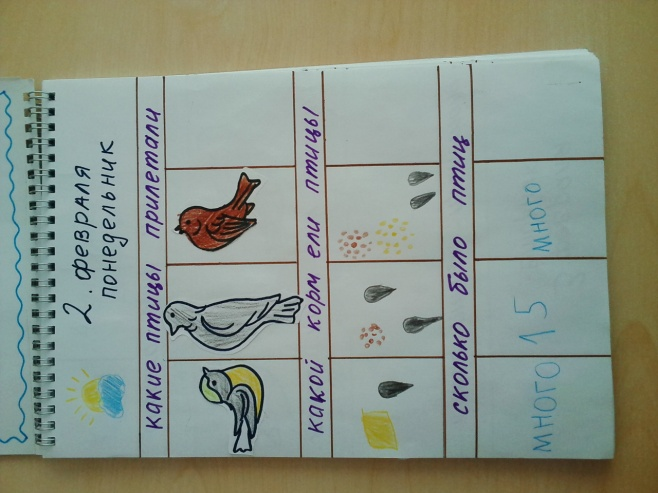 2. февраля
понедельник
какие птицы прилетали
какой корм ели птицы
сколько было птиц
много 15 много